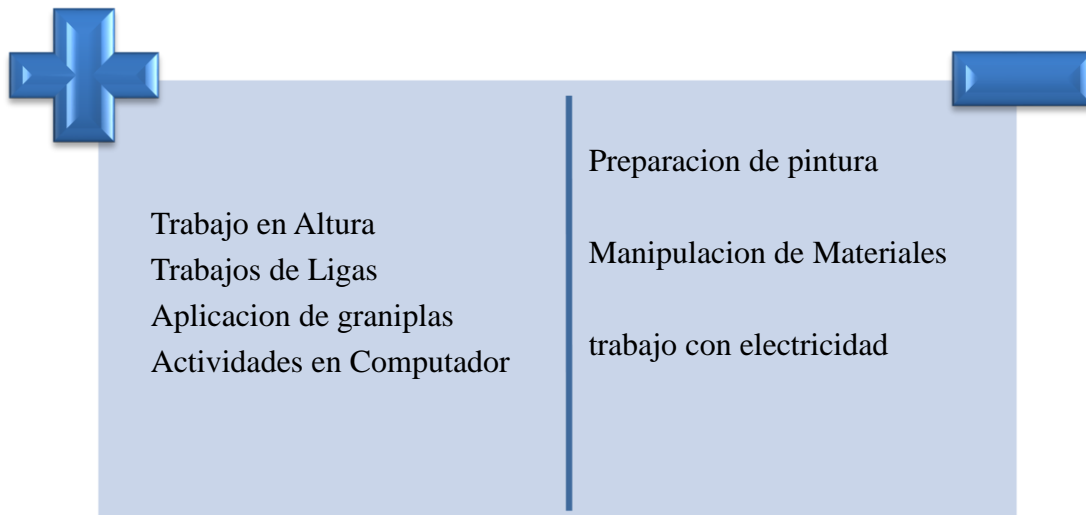 Trabajo en Altura
Trabajos de Ligas
Aplicacion de graniplas
Actividades en Computador
Preparacion de pintura
Manipulacion de Materiales
trabajo con electricidad